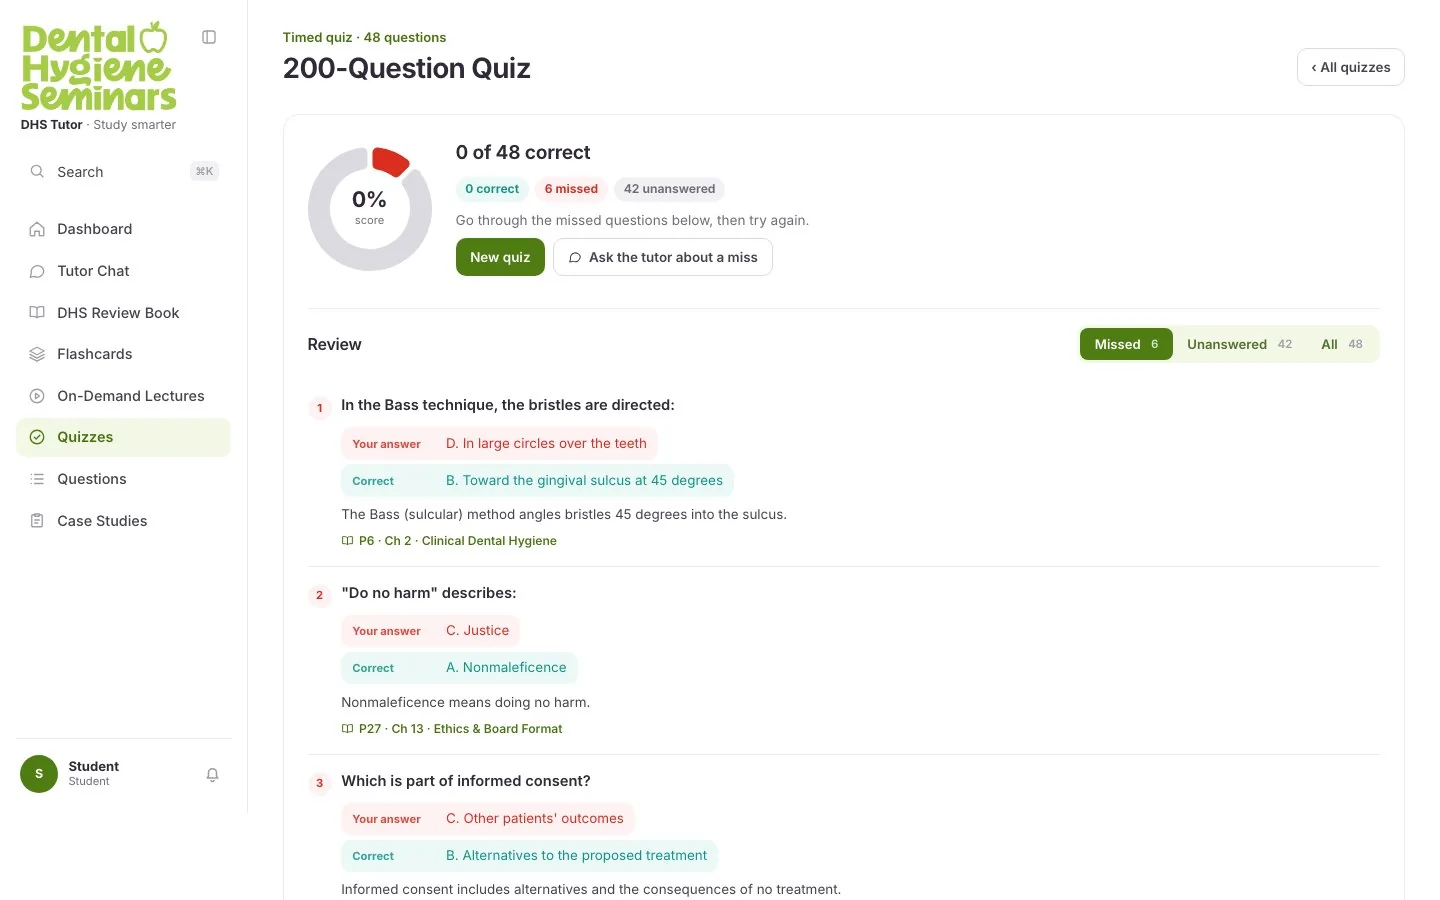 Dental
Hygiene
Seminars
DHS Tutor · Study smarter
Search ⌘K
Dashboard
Tutor Chat
DHS Review Book
Flashcards
On-Demand Lectures
Quizzes
Questions
Case Studies
S
Student
Student
Timed quiz · 48 questions
200-Question Quiz
‹ All quizzes
0%
score
0 of 48 correct
0 correct 6 missed 42 unanswered
Go through the missed questions below, then try again.
New quiz Ask the tutor about a miss
Review
Missed 6 Unanswered 42 All 48
1 In the Bass technique, the bristles are directed:
Your answer D. In large circles over the teeth
Correct B. Toward the gingival sulcus at 45 degrees
The Bass (sulcular) method angles bristles 45 degrees into the sulcus.
P6 · Ch 2 · Clinical Dental Hygiene
2 "Do no harm" describes:
Your answer C. Justice
Correct A. Nonmaleficence
Nonmaleficence means doing no harm.
P27 · Ch 13 · Ethics & Board Format
3 Which is part of informed consent?
Your answer C. Other patients' outcomes
Correct B. Alternatives to the proposed treatment
Informed consent includes alternatives and the consequences of no treatment.